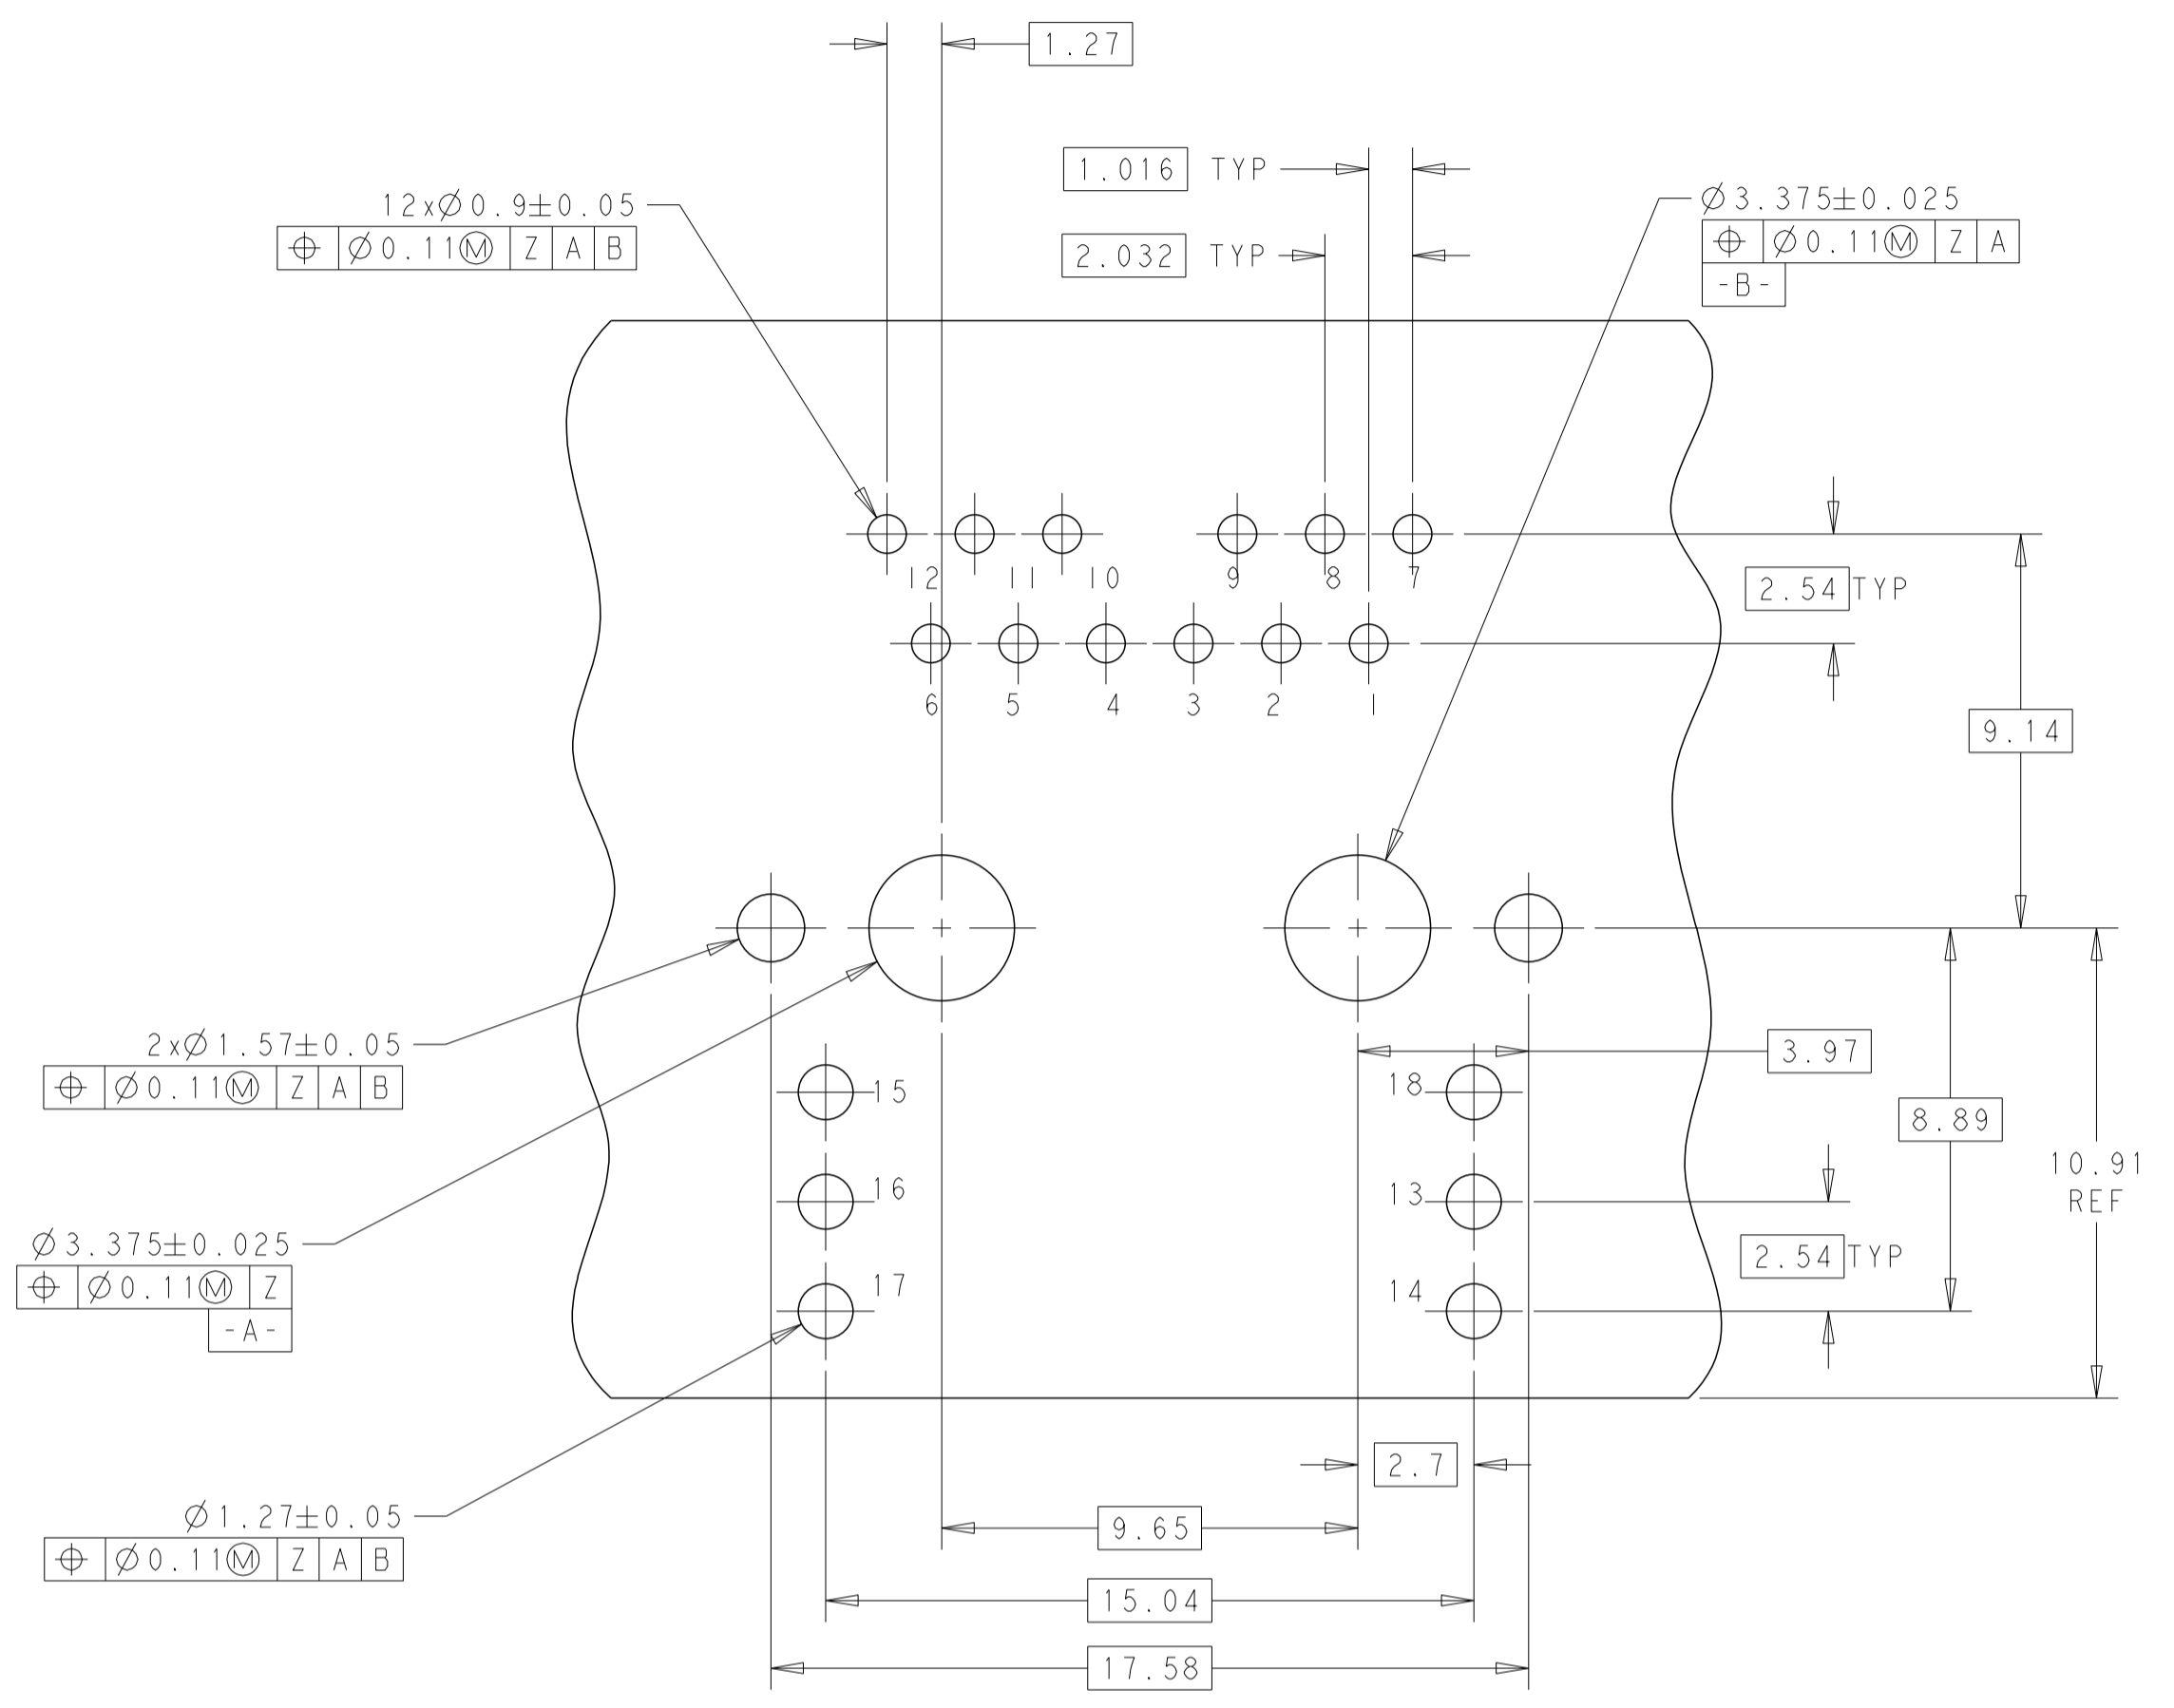 1.27
1.016 TYP
12xØ0.9±0.05
⌖ Ø0.11Ⓜ Z A B
2.032 TYP
Ø3.375±0.025
⌖ Ø0.11Ⓜ Z A
-B-
12 11 10 9 8 7
2.54 TYP
6 5 4 3 2 1
9.14
2xØ1.57±0.05
⌖ Ø0.11Ⓜ Z A B
3.97
15
18
8.89
16
13
10.91
REF
Ø3.375±0.025
⌖ Ø0.11Ⓜ Z
-A-
17
14
2.54 TYP
2.7
Ø1.27±0.05
⌖ Ø0.11Ⓜ Z A B
9.65
15.04
17.58